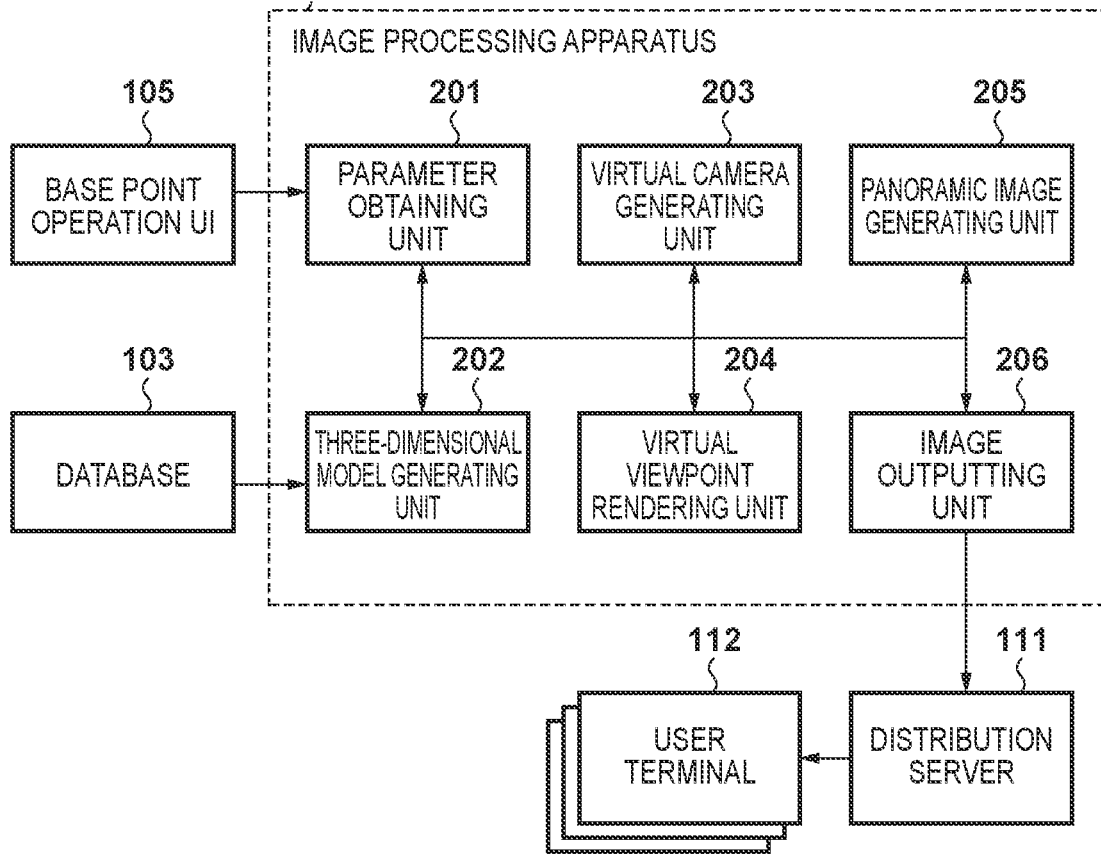 IMAGE PROCESSING APPARATUS
105
201
203
205
BASE POINT
OPERATION UI
PARAMETER
OBTAINING
UNIT
VIRTUAL CAMERA
GENERATING
UNIT
PANORAMIC IMAGE
GENERATING UNIT
103
202
204
206
DATABASE
THREE-DIMENSIONAL
MODEL GENERATING
UNIT
VIRTUAL
VIEWPOINT
RENDERING UNIT
IMAGE
OUTPUTTING
UNIT
112
111
USER
TERMINAL
DISTRIBUTION
SERVER